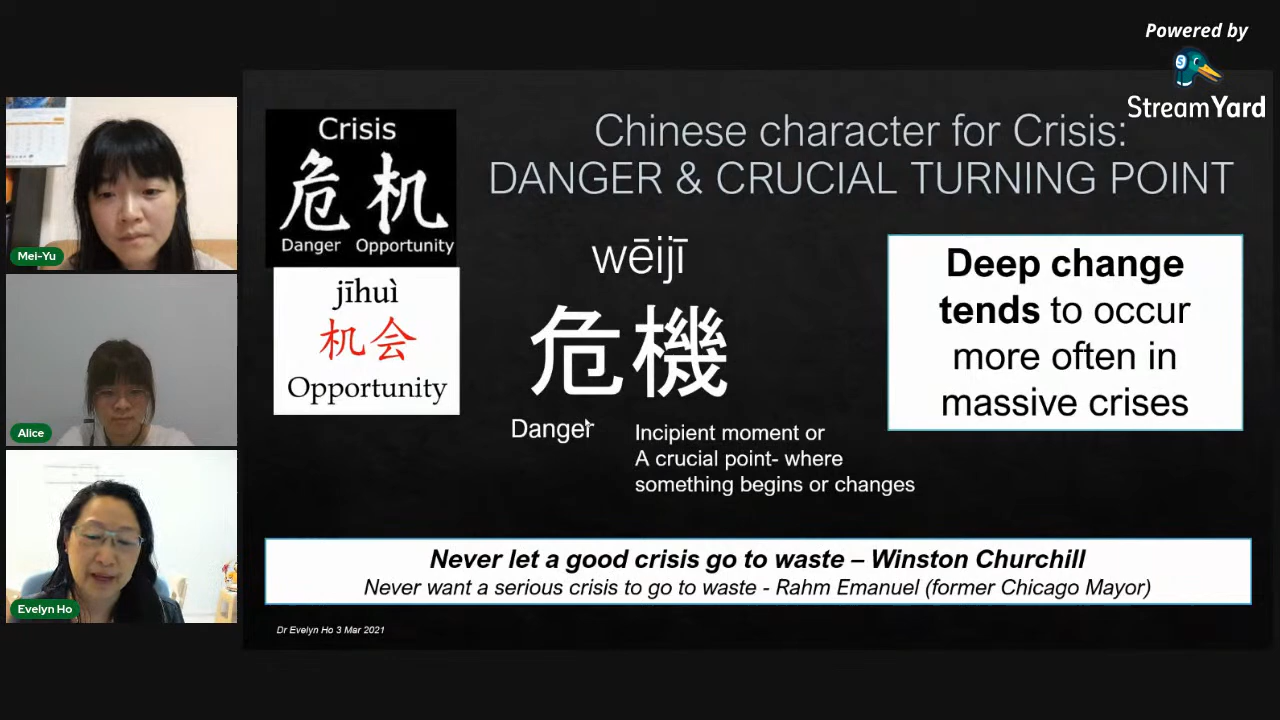 Powered by
StreamYard
Mei-Yu
Alice
Evelyn Ho
Crisis
危机
Danger Opportunity
jīhuì
机会
Opportunity
Chinese character for Crisis:
DANGER & CRUCIAL TURNING POINT
wēijī
危機
Danger
Incipient moment or
A crucial point- where
something begins or changes
Deep change
tends to occur
more often in
massive crises
Never let a good crisis go to waste – Winston Churchill
Never want a serious crisis to go to waste - Rahm Emanuel (former Chicago Mayor)
Dr Evelyn Ho 3 Mar 2021